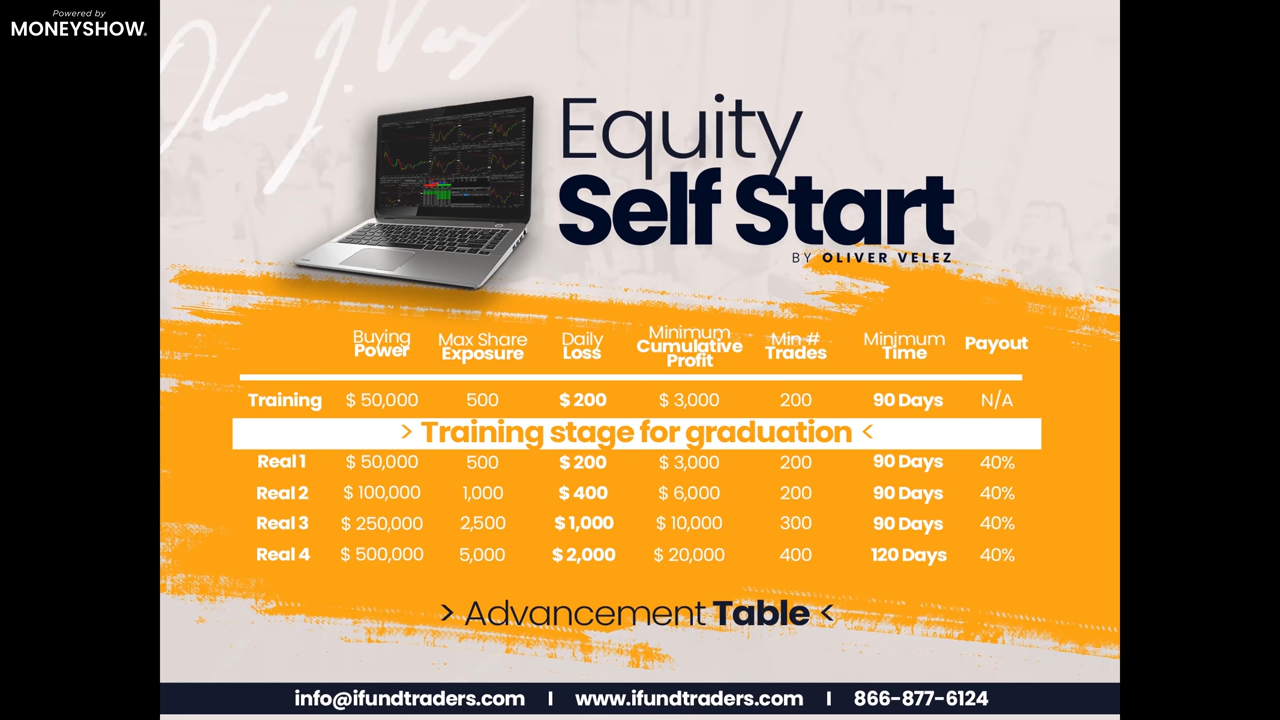 Powered by
MONEYSHOW®
Equity
Self Start
BY OLIVER VELEZ
Buying Power Max Share Exposure Daily Loss Minimum Cumulative Profit Min # Trades Minimum Time Payout
Training $ 50,000 500 $ 200 $ 3,000 200 90 Days N/A
> Training stage for graduation <
Real 1 $ 50,000 500 $ 200 $ 3,000 200 90 Days 40%
Real 2 $ 100,000 1,000 $ 400 $ 6,000 200 90 Days 40%
Real 3 $ 250,000 2,500 $ 1,000 $ 10,000 300 90 Days 40%
Real 4 $ 500,000 5,000 $ 2,000 $ 20,000 400 120 Days 40%
> Advancement Table <
info@ifundtraders.com | www.ifundtraders.com | 866-877-6124